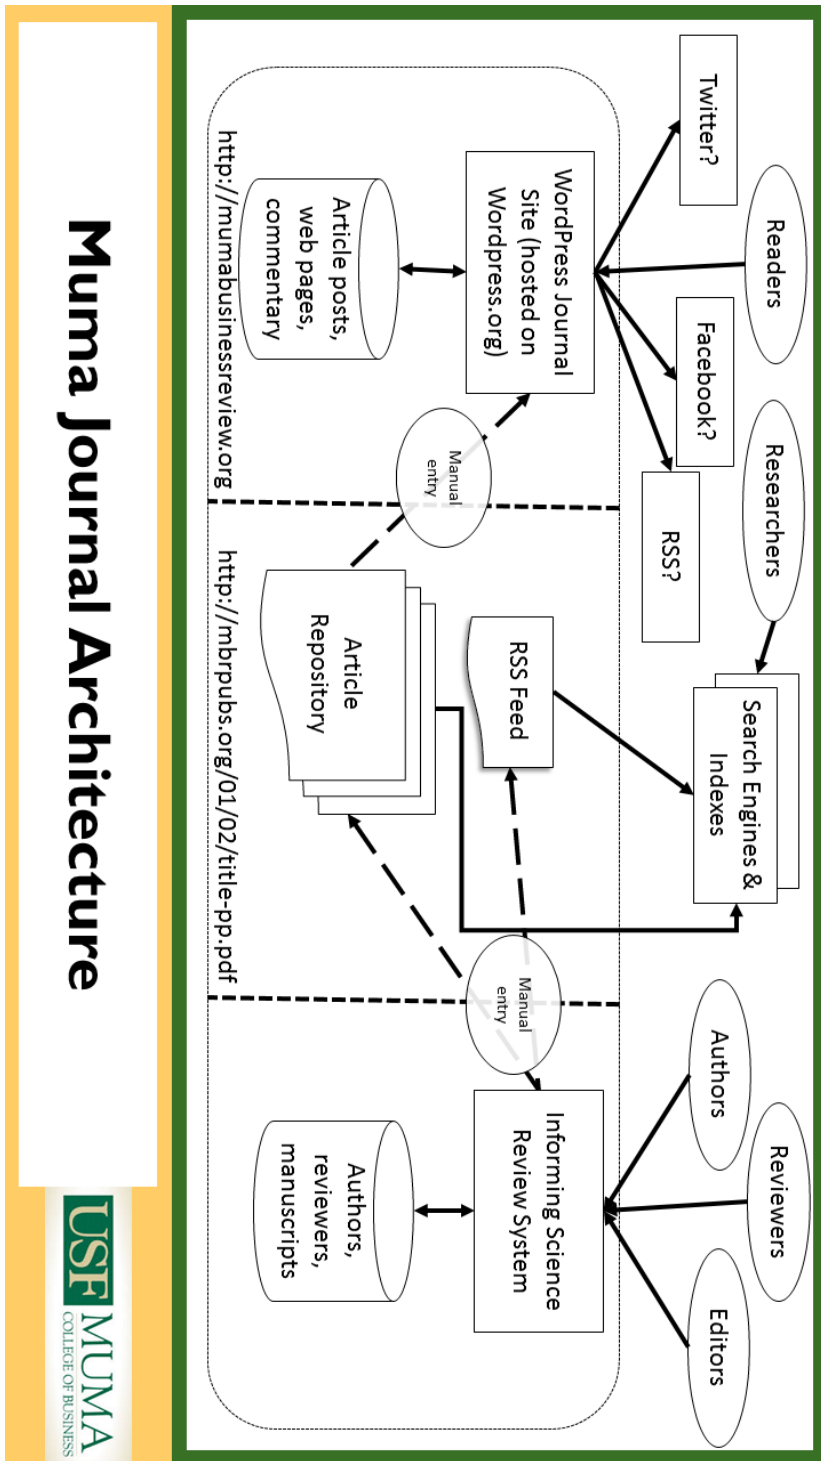 Twitter?
Readers
Facebook?
Researchers
RSS?
Search Engines &
Indexes
Authors
Reviewers
Editors
WordPress Journal
Site (hosted on
Wordpress.org)
Manual
entry
RSS Feed
Manual
entry
Informing Science
Review System
Article posts,
web pages,
commentary
Article
Repository
Authors,
reviewers,
manuscripts
http://mumabusinessreview.org
http://mbrpubs.org/01/02/title-pp.pdf
Muma Journal Architecture
USF
MUMA
COLLEGE OF BUSINESS